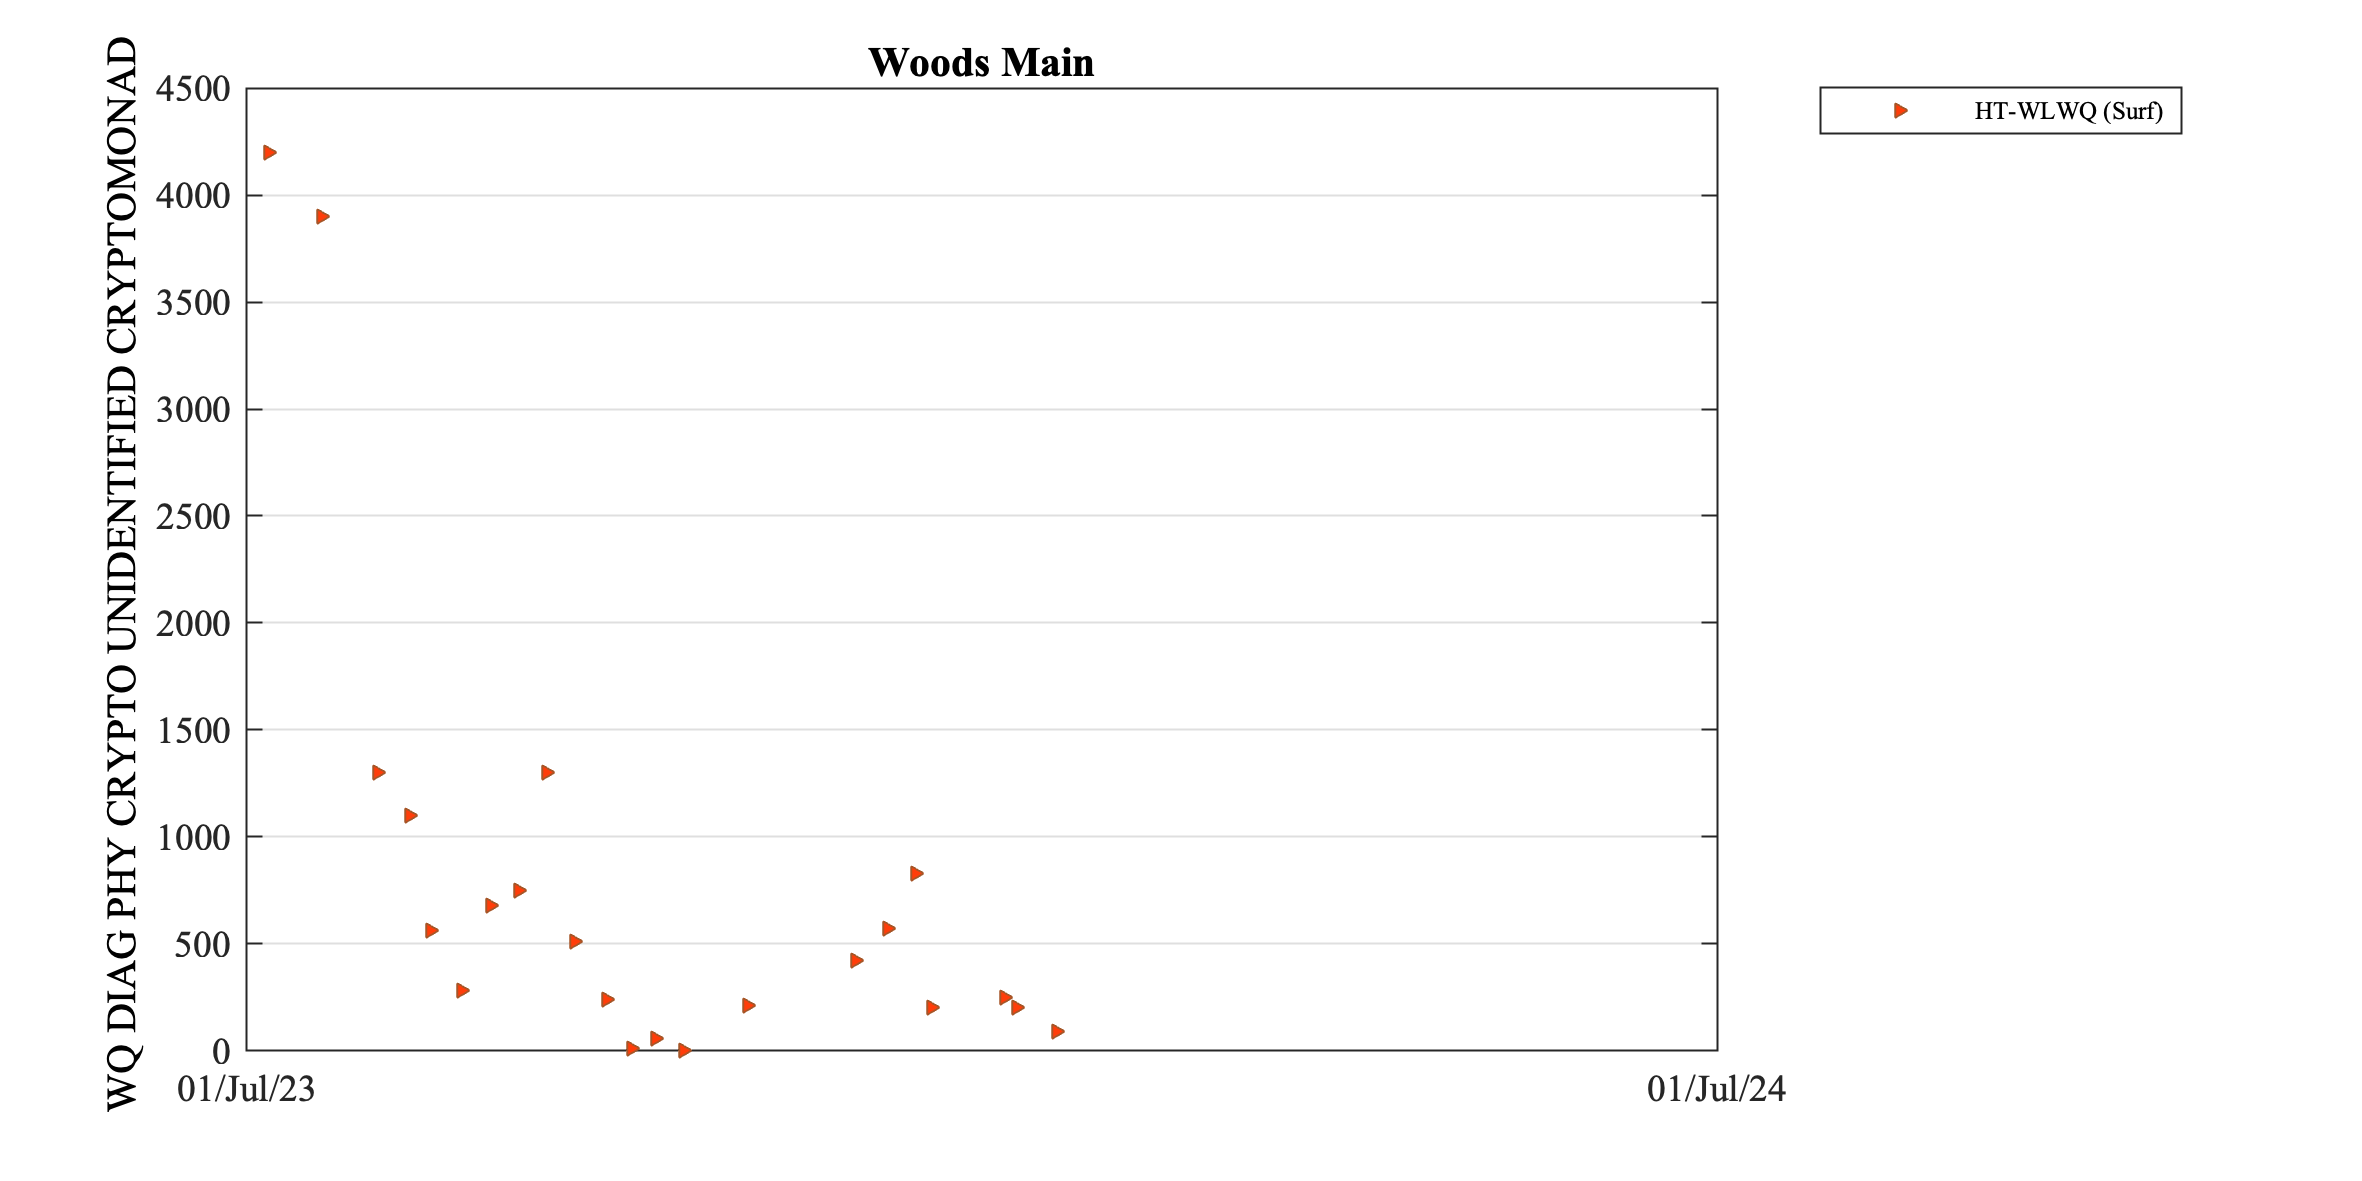 Woods Main
WQ DIAG PHY CRYPTO UNIDENTIFIED CRYPTOMONAD
4500
4000
3500
3000
2500
2000
1500
1000
500
0
01/Jul/23
01/Jul/24
HT-WLWQ (Surf)